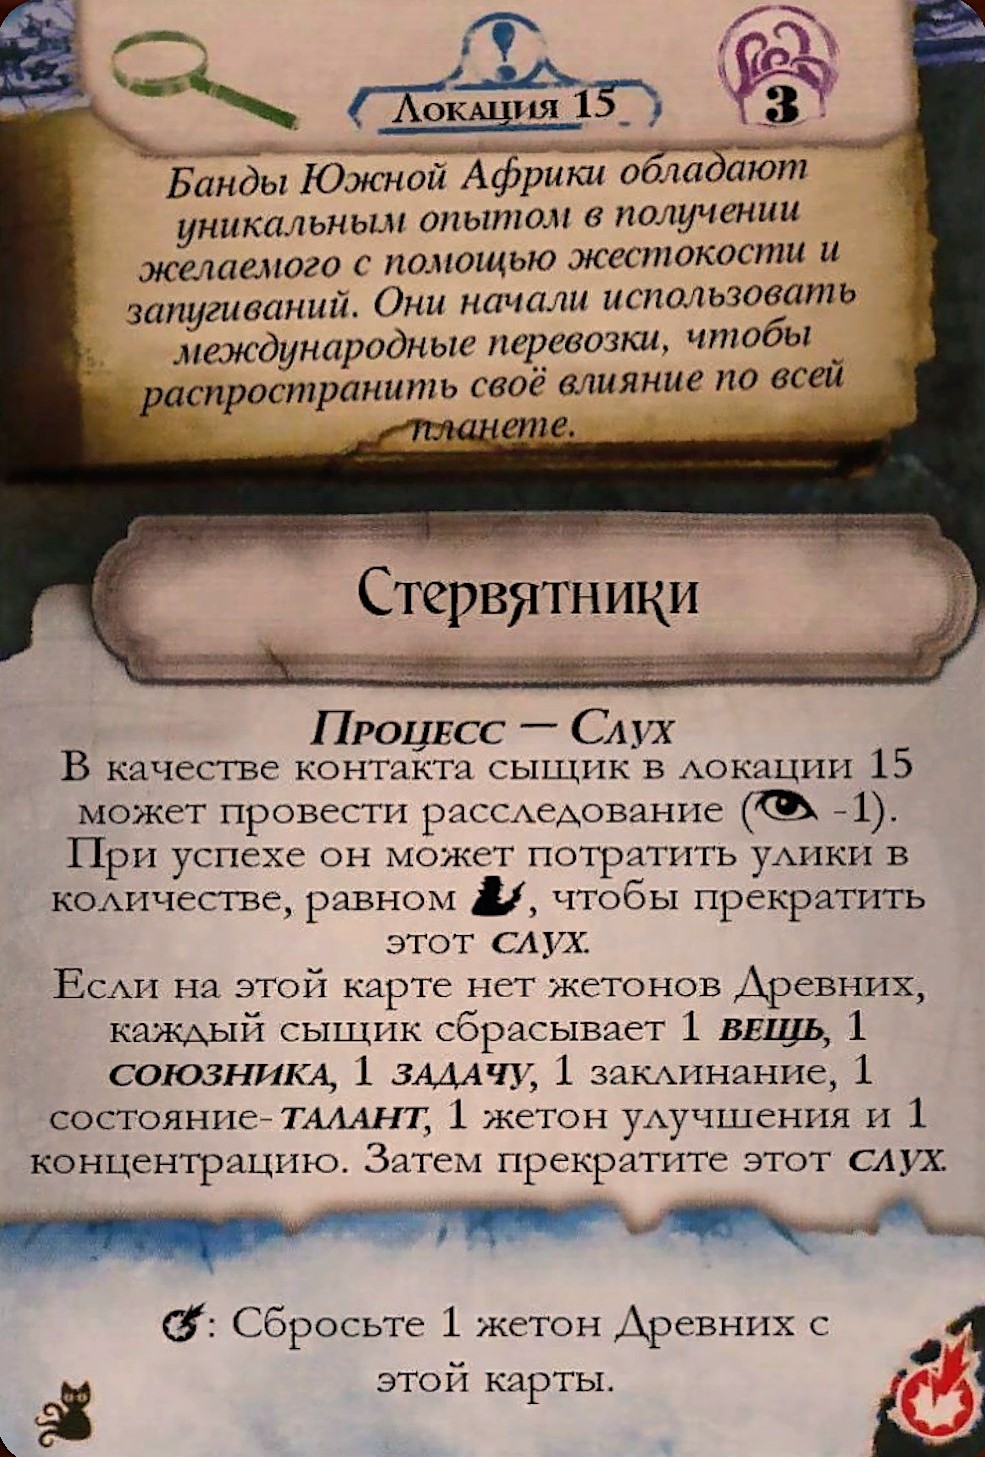 Локация 15
3
Банды Южной Африки обладают
уникальным опытом в получении
желаемого с помощью жестокости и
запугиваний. Они начали использовать
международные перевозки, чтобы
распространить своё влияние по всей
планете.
Стервятники
Процесс — Слух
В качестве контакта сыщик в локации 15
может провести расследование ( -1).
При успехе он может потратить улики в
количестве, равном , чтобы прекратить
этот СЛУХ.
Если на этой карте нет жетонов Древних,
каждый сыщик сбрасывает 1 ВЕЩЬ, 1
СОЮЗНИКА, 1 ЗАДАЧУ, 1 заклинание, 1
состояние-ТАЛАНТ, 1 жетон улучшения и 1
концентрацию. Затем прекратите этот СЛУХ.
: Сбросьте 1 жетон Древних с
этой карты.